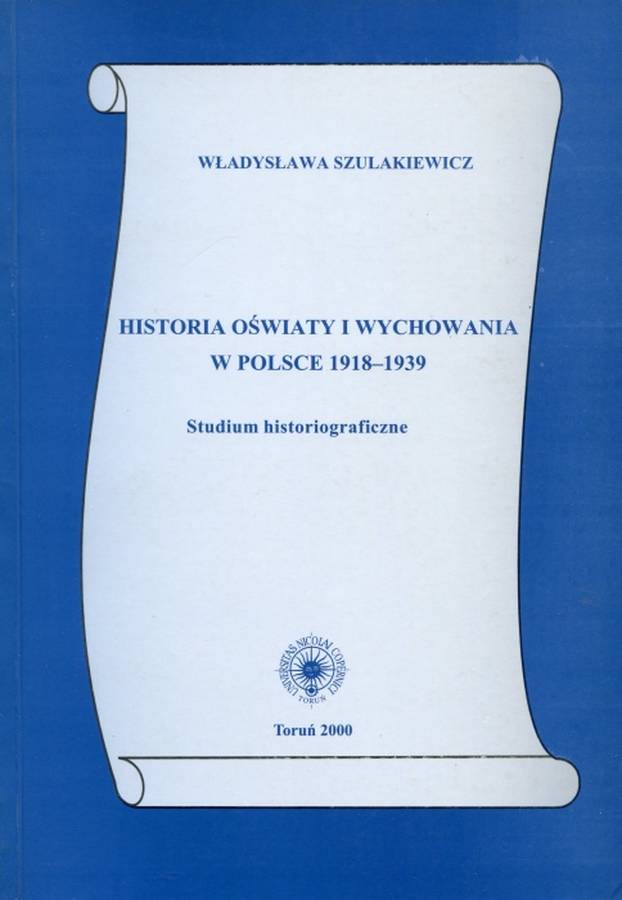 WŁADYSŁAWA SZULAKIEWICZ
HISTORIA OŚWIATY I WYCHOWANIA
W POLSCE 1918–1939
Studium historiograficzne
UNIVERSITAS NICOLAI COPERNICI
TORUŃ
Toruń 2000